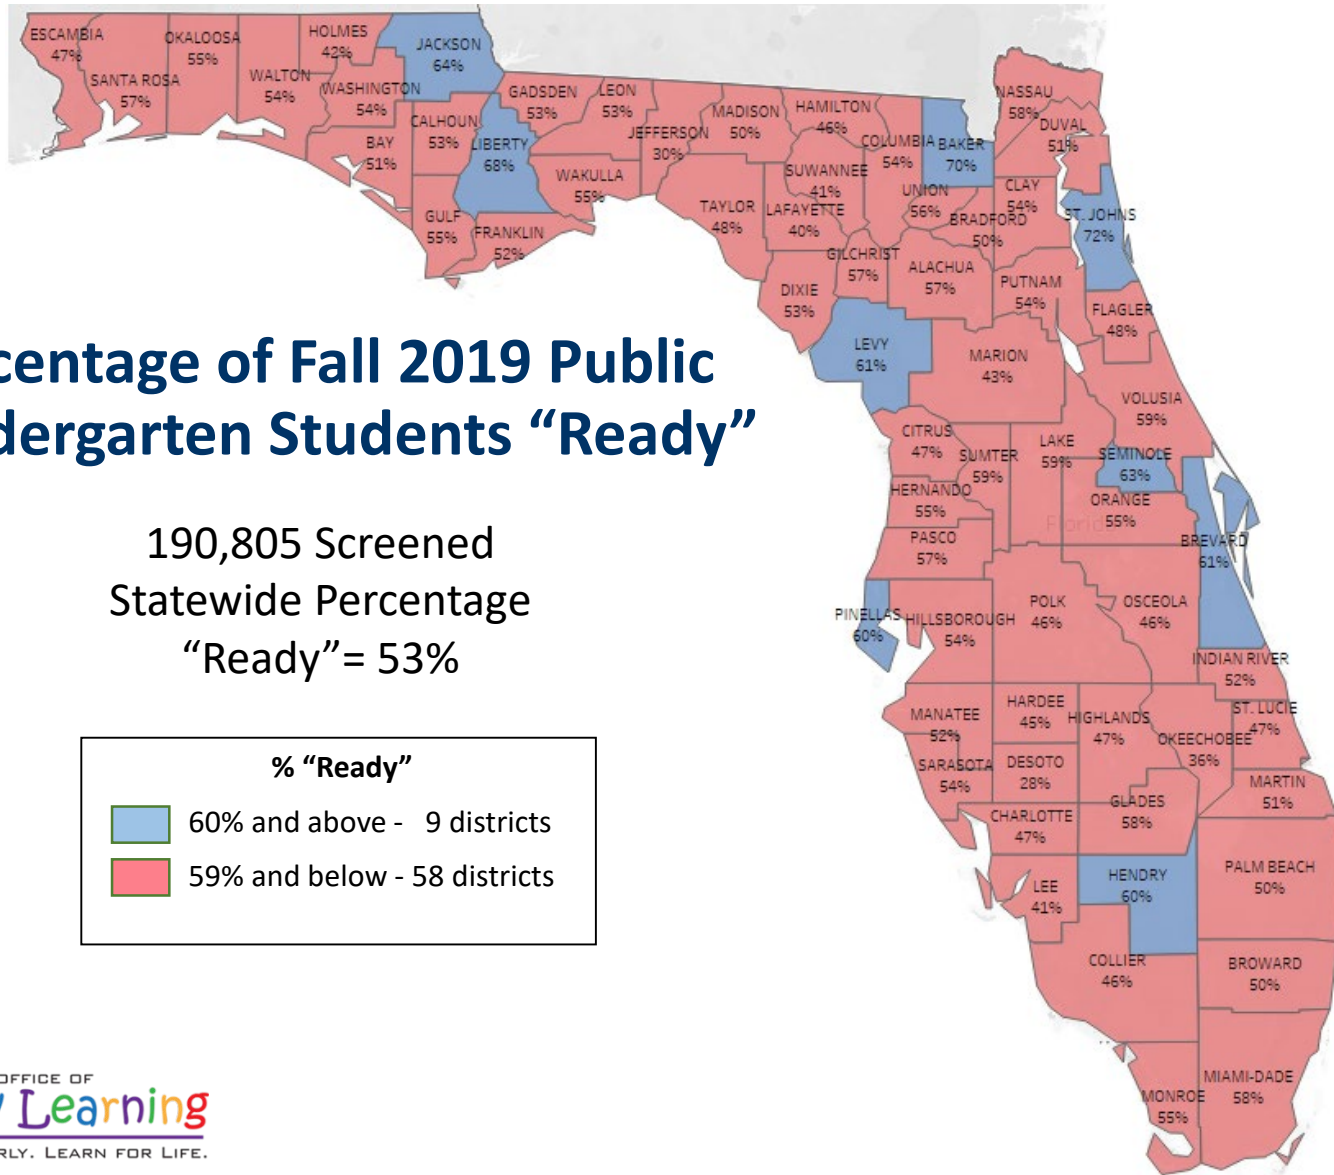 ESCAMBIA
47%
SANTA ROSA
57%
OKALOOSA
55%
WALTON
54%
HOLMES
42%
WASHINGTON
54%
JACKSON
64%
BAY
51%
CALHOUN
53%
LIBERTY
68%
GULF
55%
FRANKLIN
52%
GADSDEN
53%
LEON
53%
WAKULLA
55%
JEFFERSON
30%
MADISON
50%
TAYLOR
48%
HAMILTON
46%
SUWANNEE
41%
LAFAYETTE
40%
DIXIE
53%
COLUMBIA
54%
GILCHRIST
57%
BAKER
70%
UNION
56%
BRADFORD
50%
ALACHUA
57%
NASSAU
58%
DUVAL
51%
CLAY
54%
ST. JOHNS
72%
PUTNAM
54%
FLAGLER
48%
LEVY
61%
MARION
43%
VOLUSIA
59%
CITRUS
47%
SUMTER
59%
LAKE
59%
SEMINOLE
63%
HERNANDO
55%
ORANGE
55%
Florid
PASCO
57%
BREVARD
61%
PINELLAS
60%
HILLSBOROUGH
54%
POLK
46%
OSCEOLA
46%
INDIAN RIVER
52%
MANATEE
52%
HARDEE
45%
HIGHLANDS
47%
OKEECHOBEE
36%
ST. LUCIE
47%
SARASOTA
54%
DESOTO
28%
MARTIN
51%
CHARLOTTE
47%
GLADES
58%
LEE
41%
HENDRY
60%
PALM BEACH
50%
COLLIER
46%
BROWARD
50%
MONROE
55%
MIAMI-DADE
58%
centage of Fall 2019 Public
dergarten Students “Ready”
190,805 Screened
Statewide Percentage
“Ready”= 53%
% “Ready”
60% and above - 9 districts
59% and below - 58 districts
OFFICE OF
y Learning
RLY. LEARN FOR LIFE.